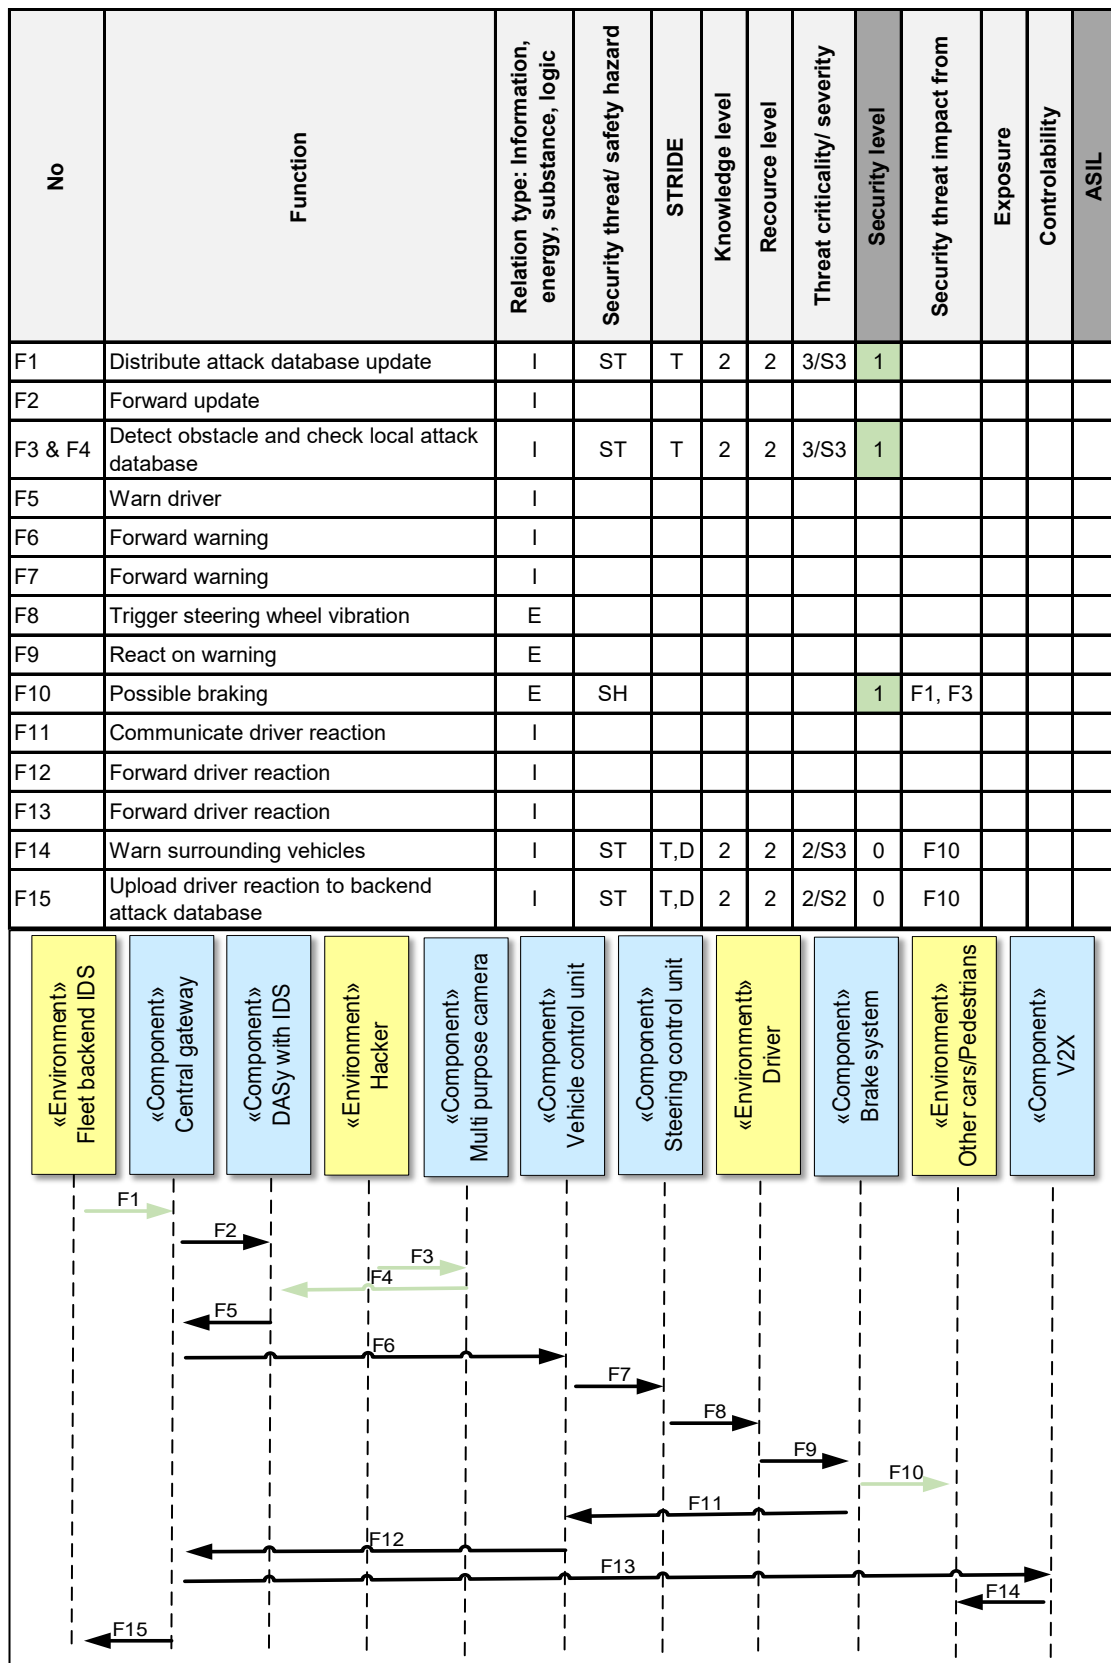 No
Function
Relation type: Information,
energy, substance, logic
Security threat/ safety hazard
STRIDE
Knowledge level
Recource level
Threat criticality/ severity
Security level
Security threat impact from
Exposure
Controlability
ASIL
F1 Distribute attack database update I ST T 2 2 3/S3 1
F2 Forward update I
F3 & F4 Detect obstacle and check local attack
database I ST T 2 2 3/S3 1
F5 Warn driver I
F6 Forward warning I
F7 Forward warning I
F8 Trigger steering wheel vibration E
F9 React on warning E
F10 Possible braking E SH 1 F1, F3
F11 Communicate driver reaction I
F12 Forward driver reaction I
F13 Forward driver reaction I
F14 Warn surrounding vehicles I ST T,D 2 2 2/S3 0 F10
F15 Upload driver reaction to backend
attack database I ST T,D 2 2 2/S2 0 F10
«Environment»
Fleet backend IDS
«Component»
Central gateway
«Component»
DASy with IDS
«Environment»
Hacker
«Component»
Multi purpose camera
«Component»
Vehicle control unit
«Component»
Steering control unit
«Environmentt»
Driver
«Component»
Brake system
«Environment»
Other cars/Pedestrians
«Component»
V2X
F1
F2
F3
F4
F5
F6
F7
F8
F9
F10
F11
F12
F13
F14
F15